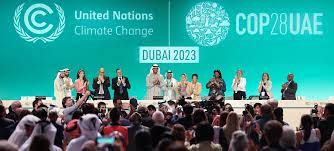 United Nations
Climate Change
COP28UAE
DUBAI 2023